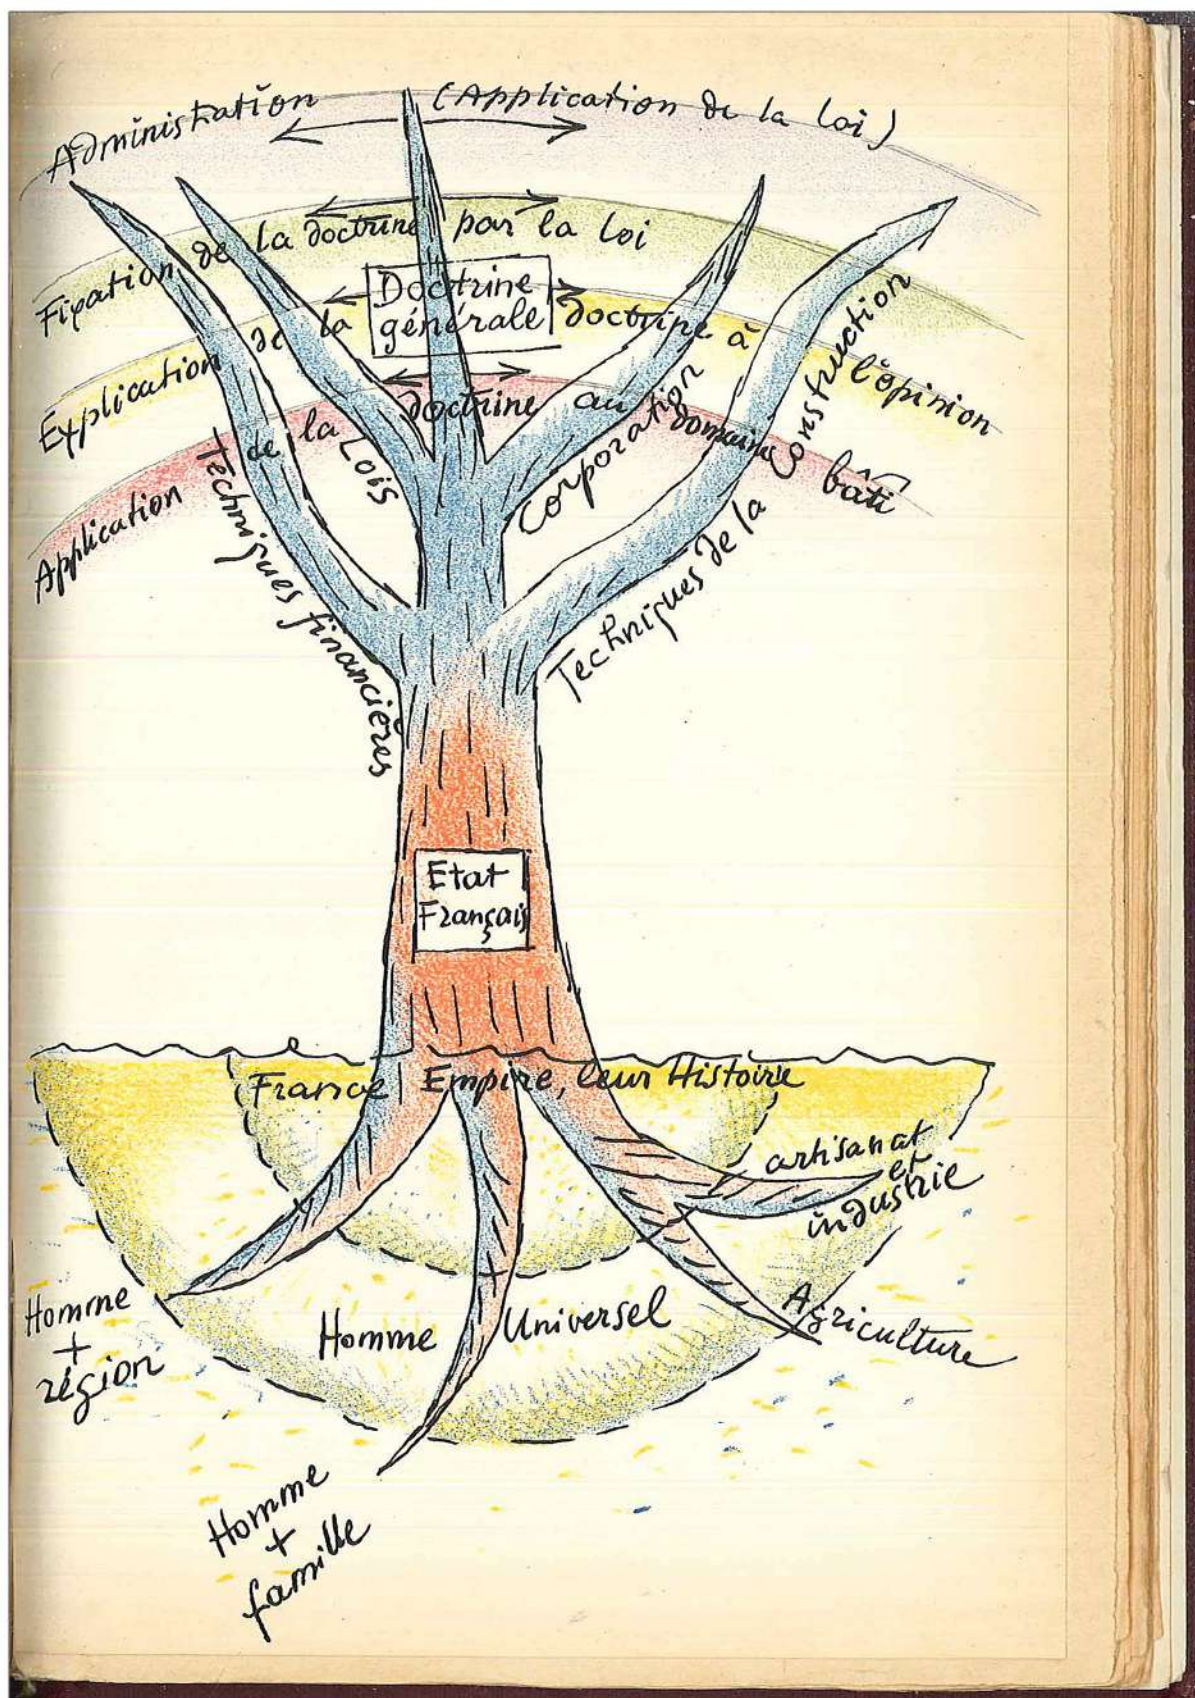 Administration (Application de la loi)
Fixation de la doctrine par la loi
Doctrine
générale
Explication de la doctrine à l'opinion
Application de la doctrine au domaine bâti
Techniques financières
Lois
Corporation
Techniques de la Construction
Etat
Français
France, Empire, leur Histoire
artisanat
et
industrie
Homme
+
région
Homme Universel
Agriculture
Homme
+
famille